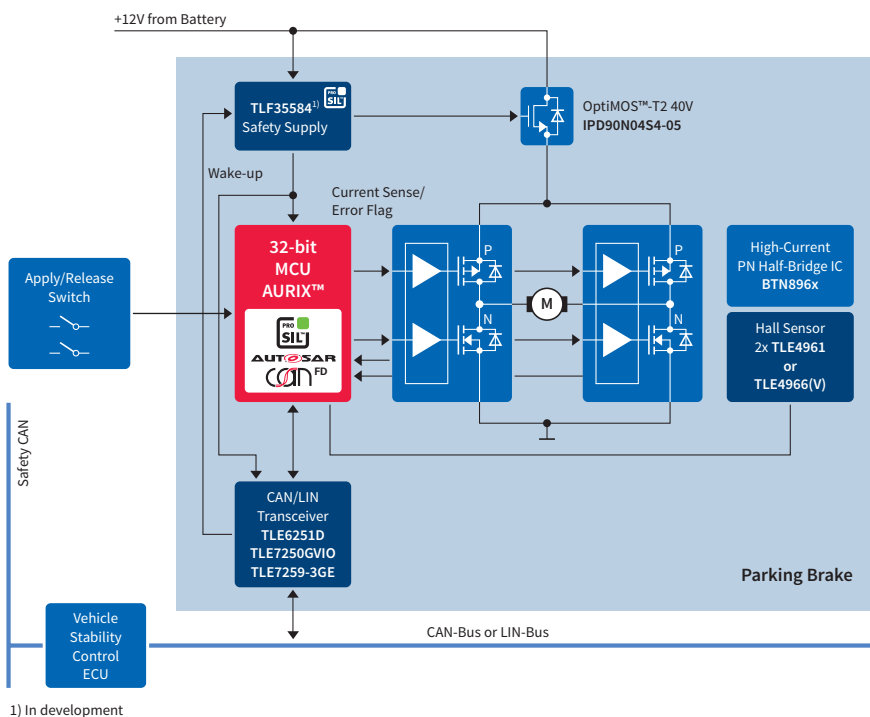 +12V from Battery
TLF355841)
Safety Supply
PRO
SIL
OptiMOS™-T2 40V
IPD90N04S4-05
Wake-up
Current Sense/
Error Flag
Apply/Release
Switch
32-bit
MCU
AURIX™
PRO
SIL
AUTOSAR
CAN FD
P
N
M
P
N
High-Current
PN Half-Bridge IC
BTN896x
Hall Sensor
2x TLE4961
or
TLE4966(V)
Safety CAN
CAN/LIN
Transceiver
TLE6251D
TLE7250GVIO
TLE7259-3GE
Parking Brake
Vehicle
Stability
Control
ECU
CAN-Bus or LIN-Bus
1) In development